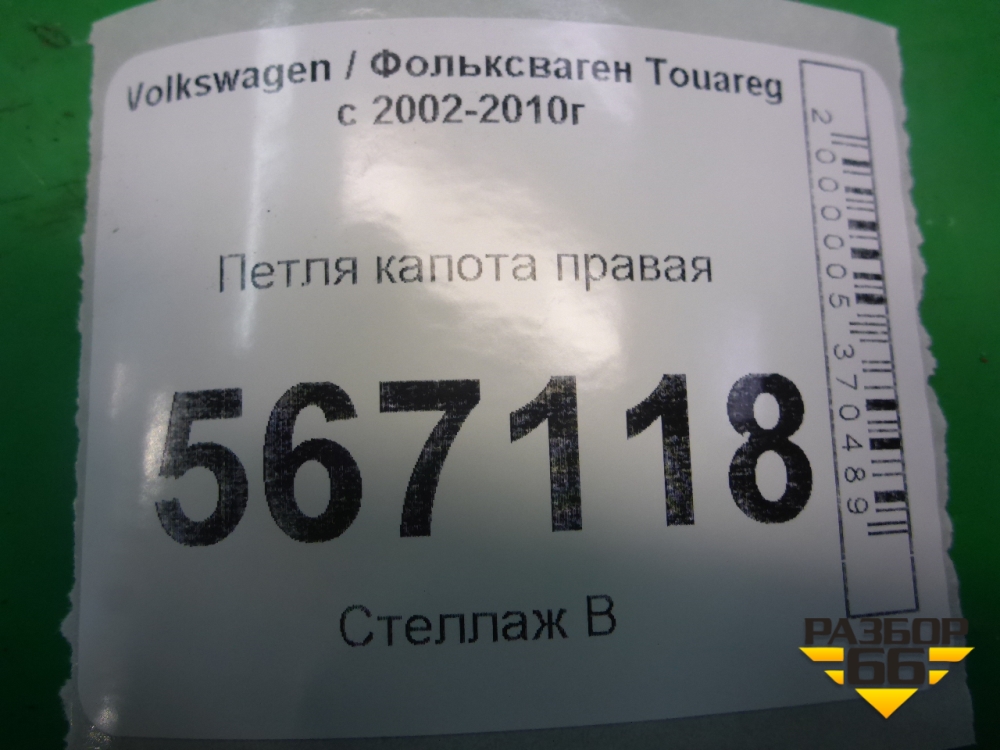 Volkswagen / Фольксваген Touareg
с 2002-2010г
Петля капота правая
567118
Стеллаж В
2000005370489
РАЗБОР
66